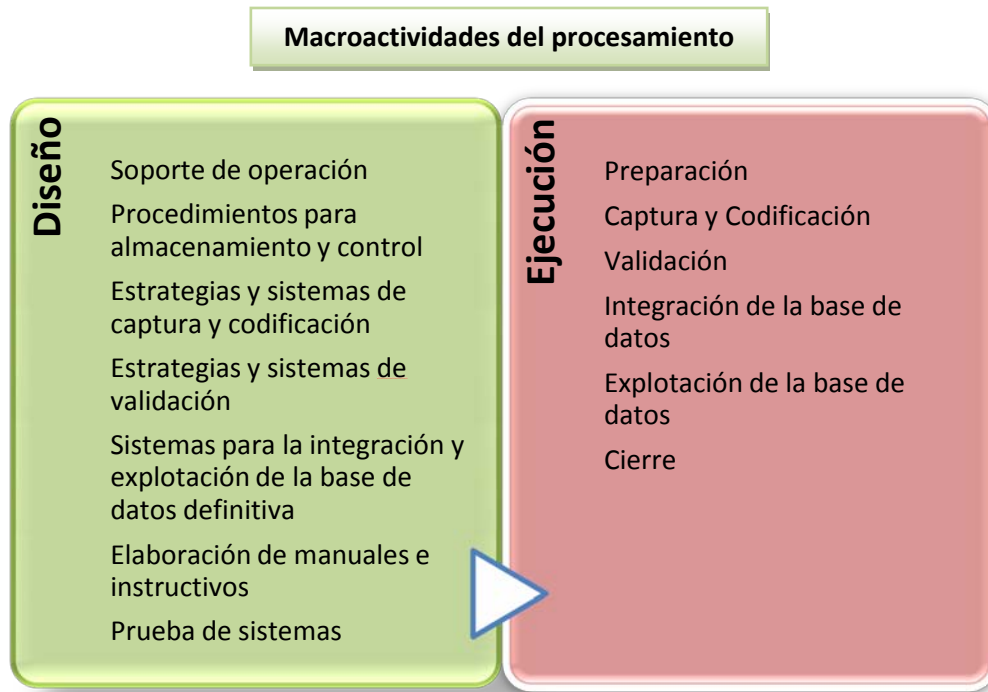 Macroactividades del procesamiento
Diseño
Soporte de operación
Procedimientos para
almacenamiento y control
Estrategias y sistemas de
captura y codificación
Estrategias y sistemas de
validación
Sistemas para la integración y
explotación de la base de
datos definitiva
Elaboración de manuales e
instructivos
Prueba de sistemas
Ejecución
Preparación
Captura y Codificación
Validación
Integración de la base de
datos
Explotación de la base de
datos
Cierre